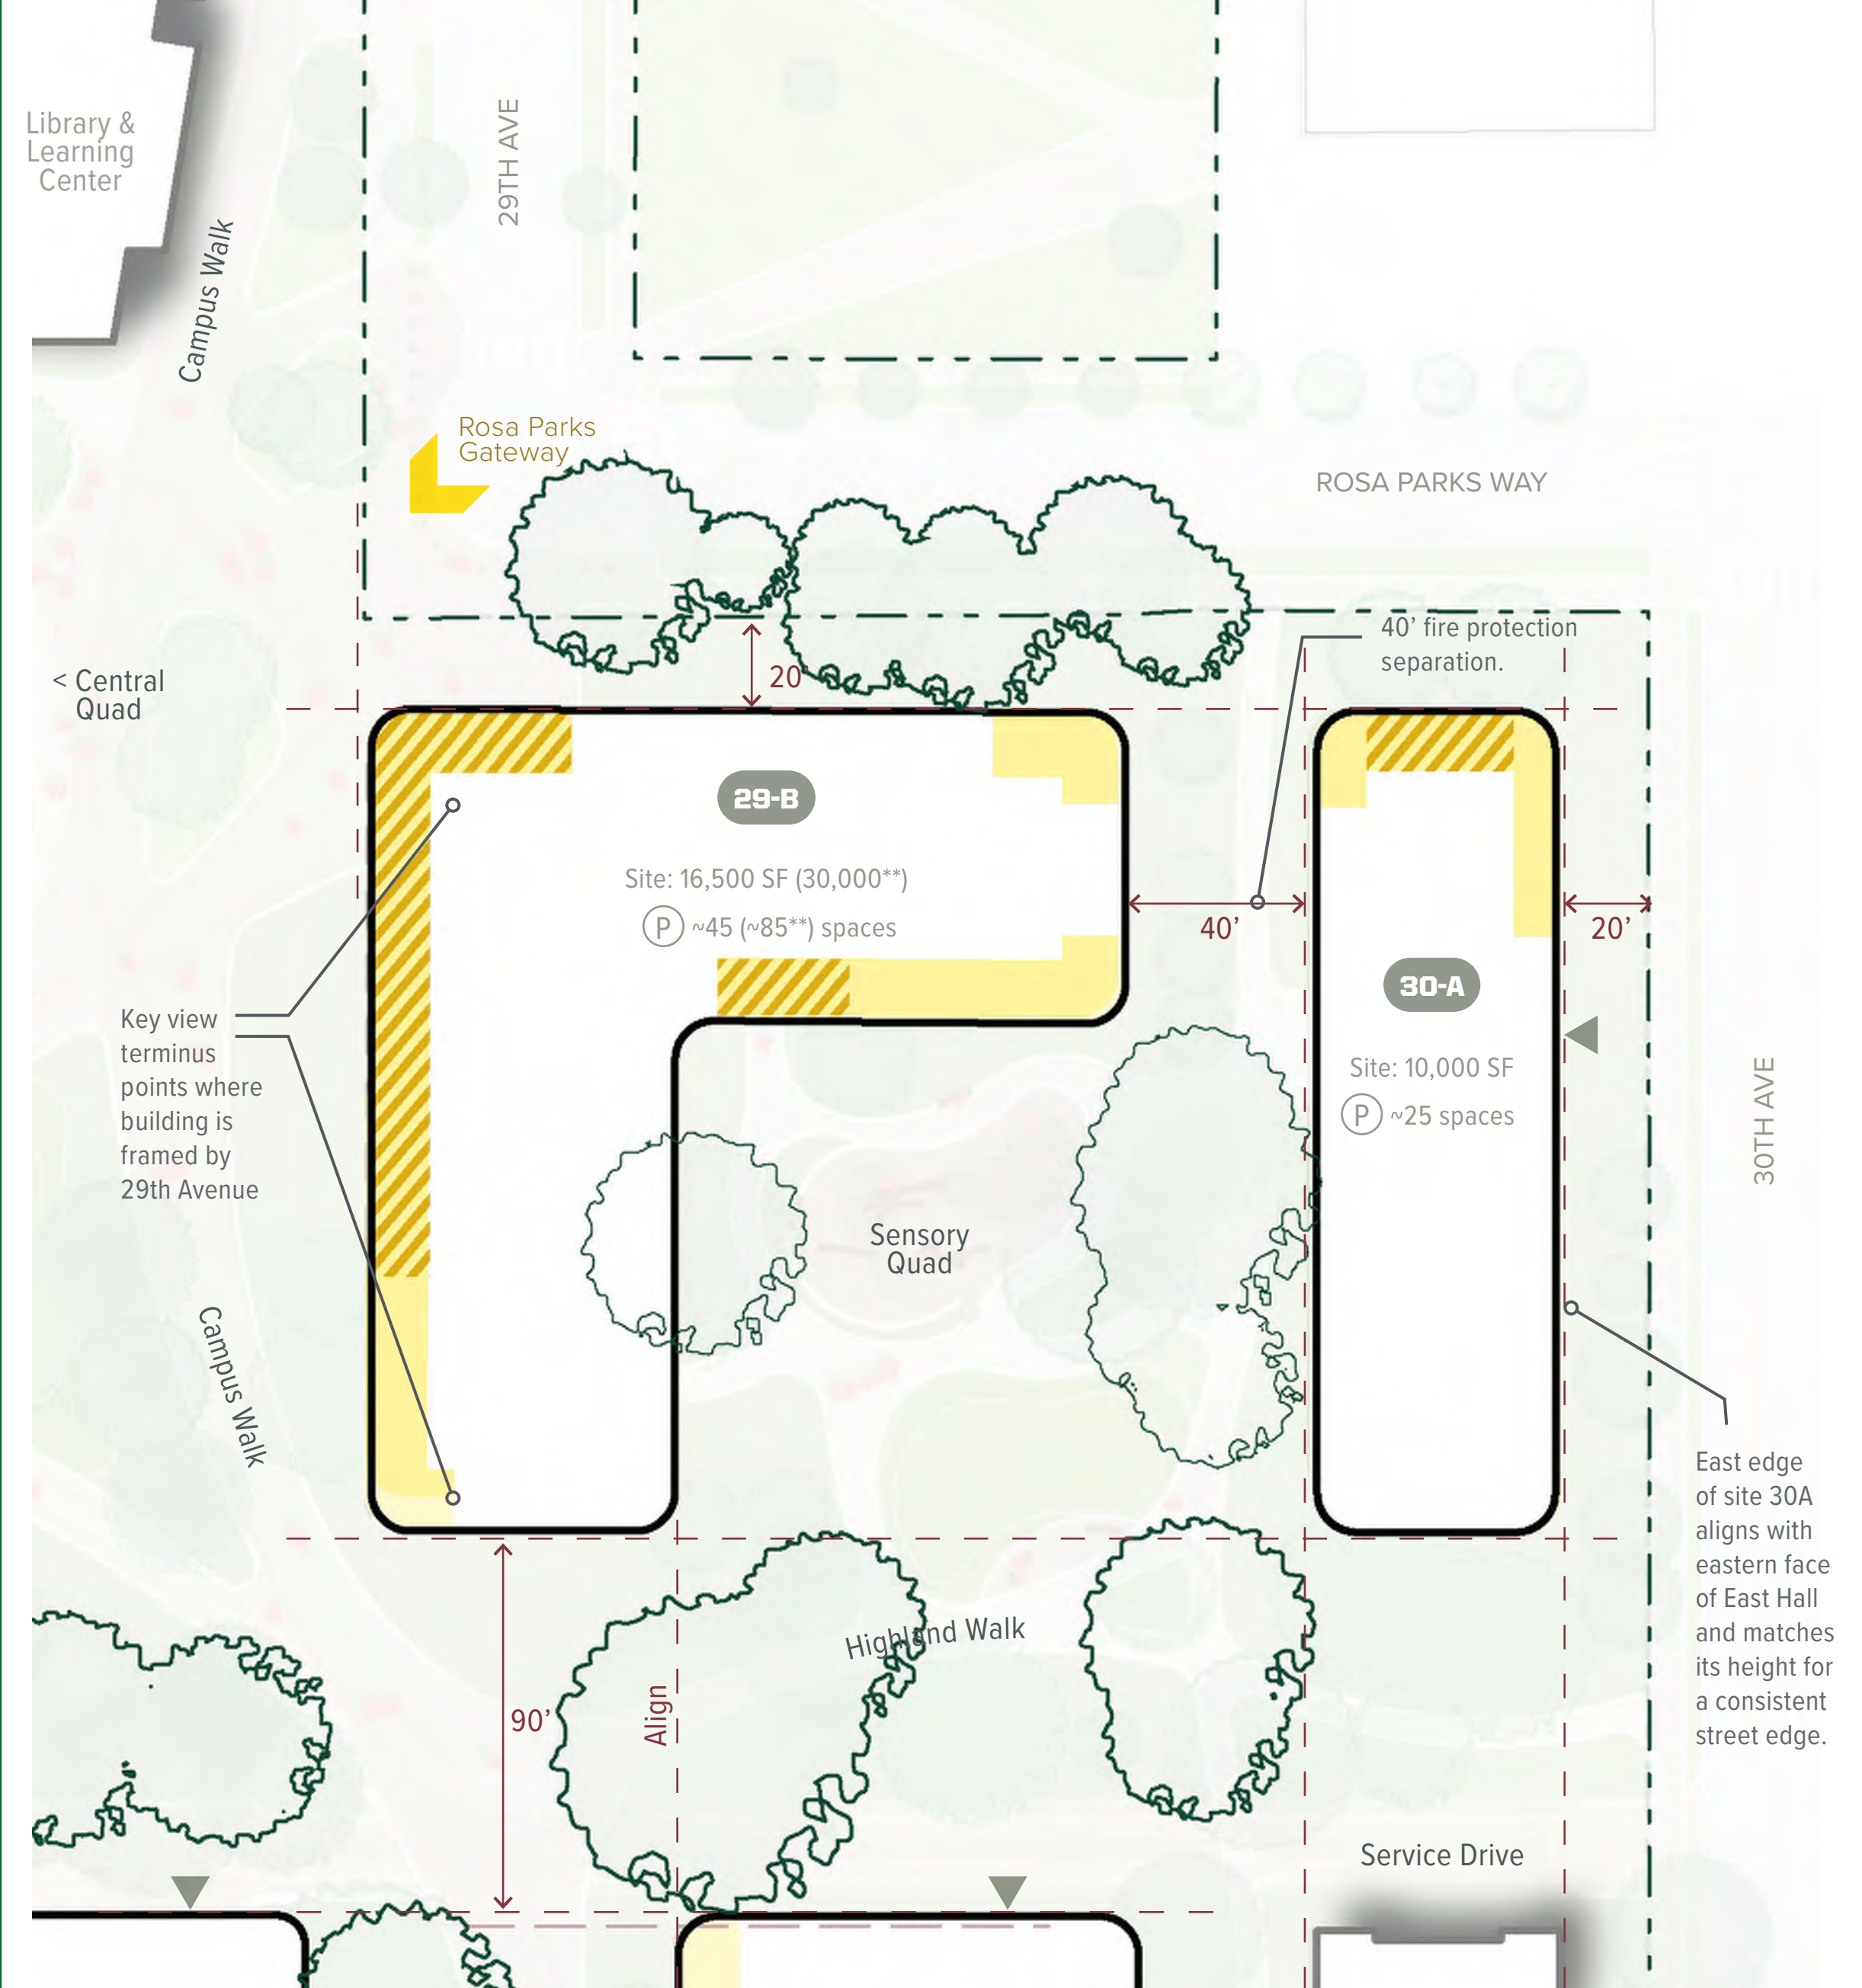 Library &
Learning
Center
Campus Walk
29TH AVE
Rosa Parks
Gateway
ROSA PARKS WAY
40’ fire protection
separation.
< Central
Quad
20’
29-B
Site: 16,500 SF (30,000**)
P ~45 (~85**) spaces
40’
20’
30-A
Site: 10,000 SF
P ~25 spaces
Key view
terminus
points where
building is
framed by
29th Avenue
30TH AVE
Sensory
Quad
Campus Walk
East edge
of site 30A
aligns with
eastern face
of East Hall
and matches
its height for
a consistent
street edge.
Highland Walk
90’
Align
Service Drive